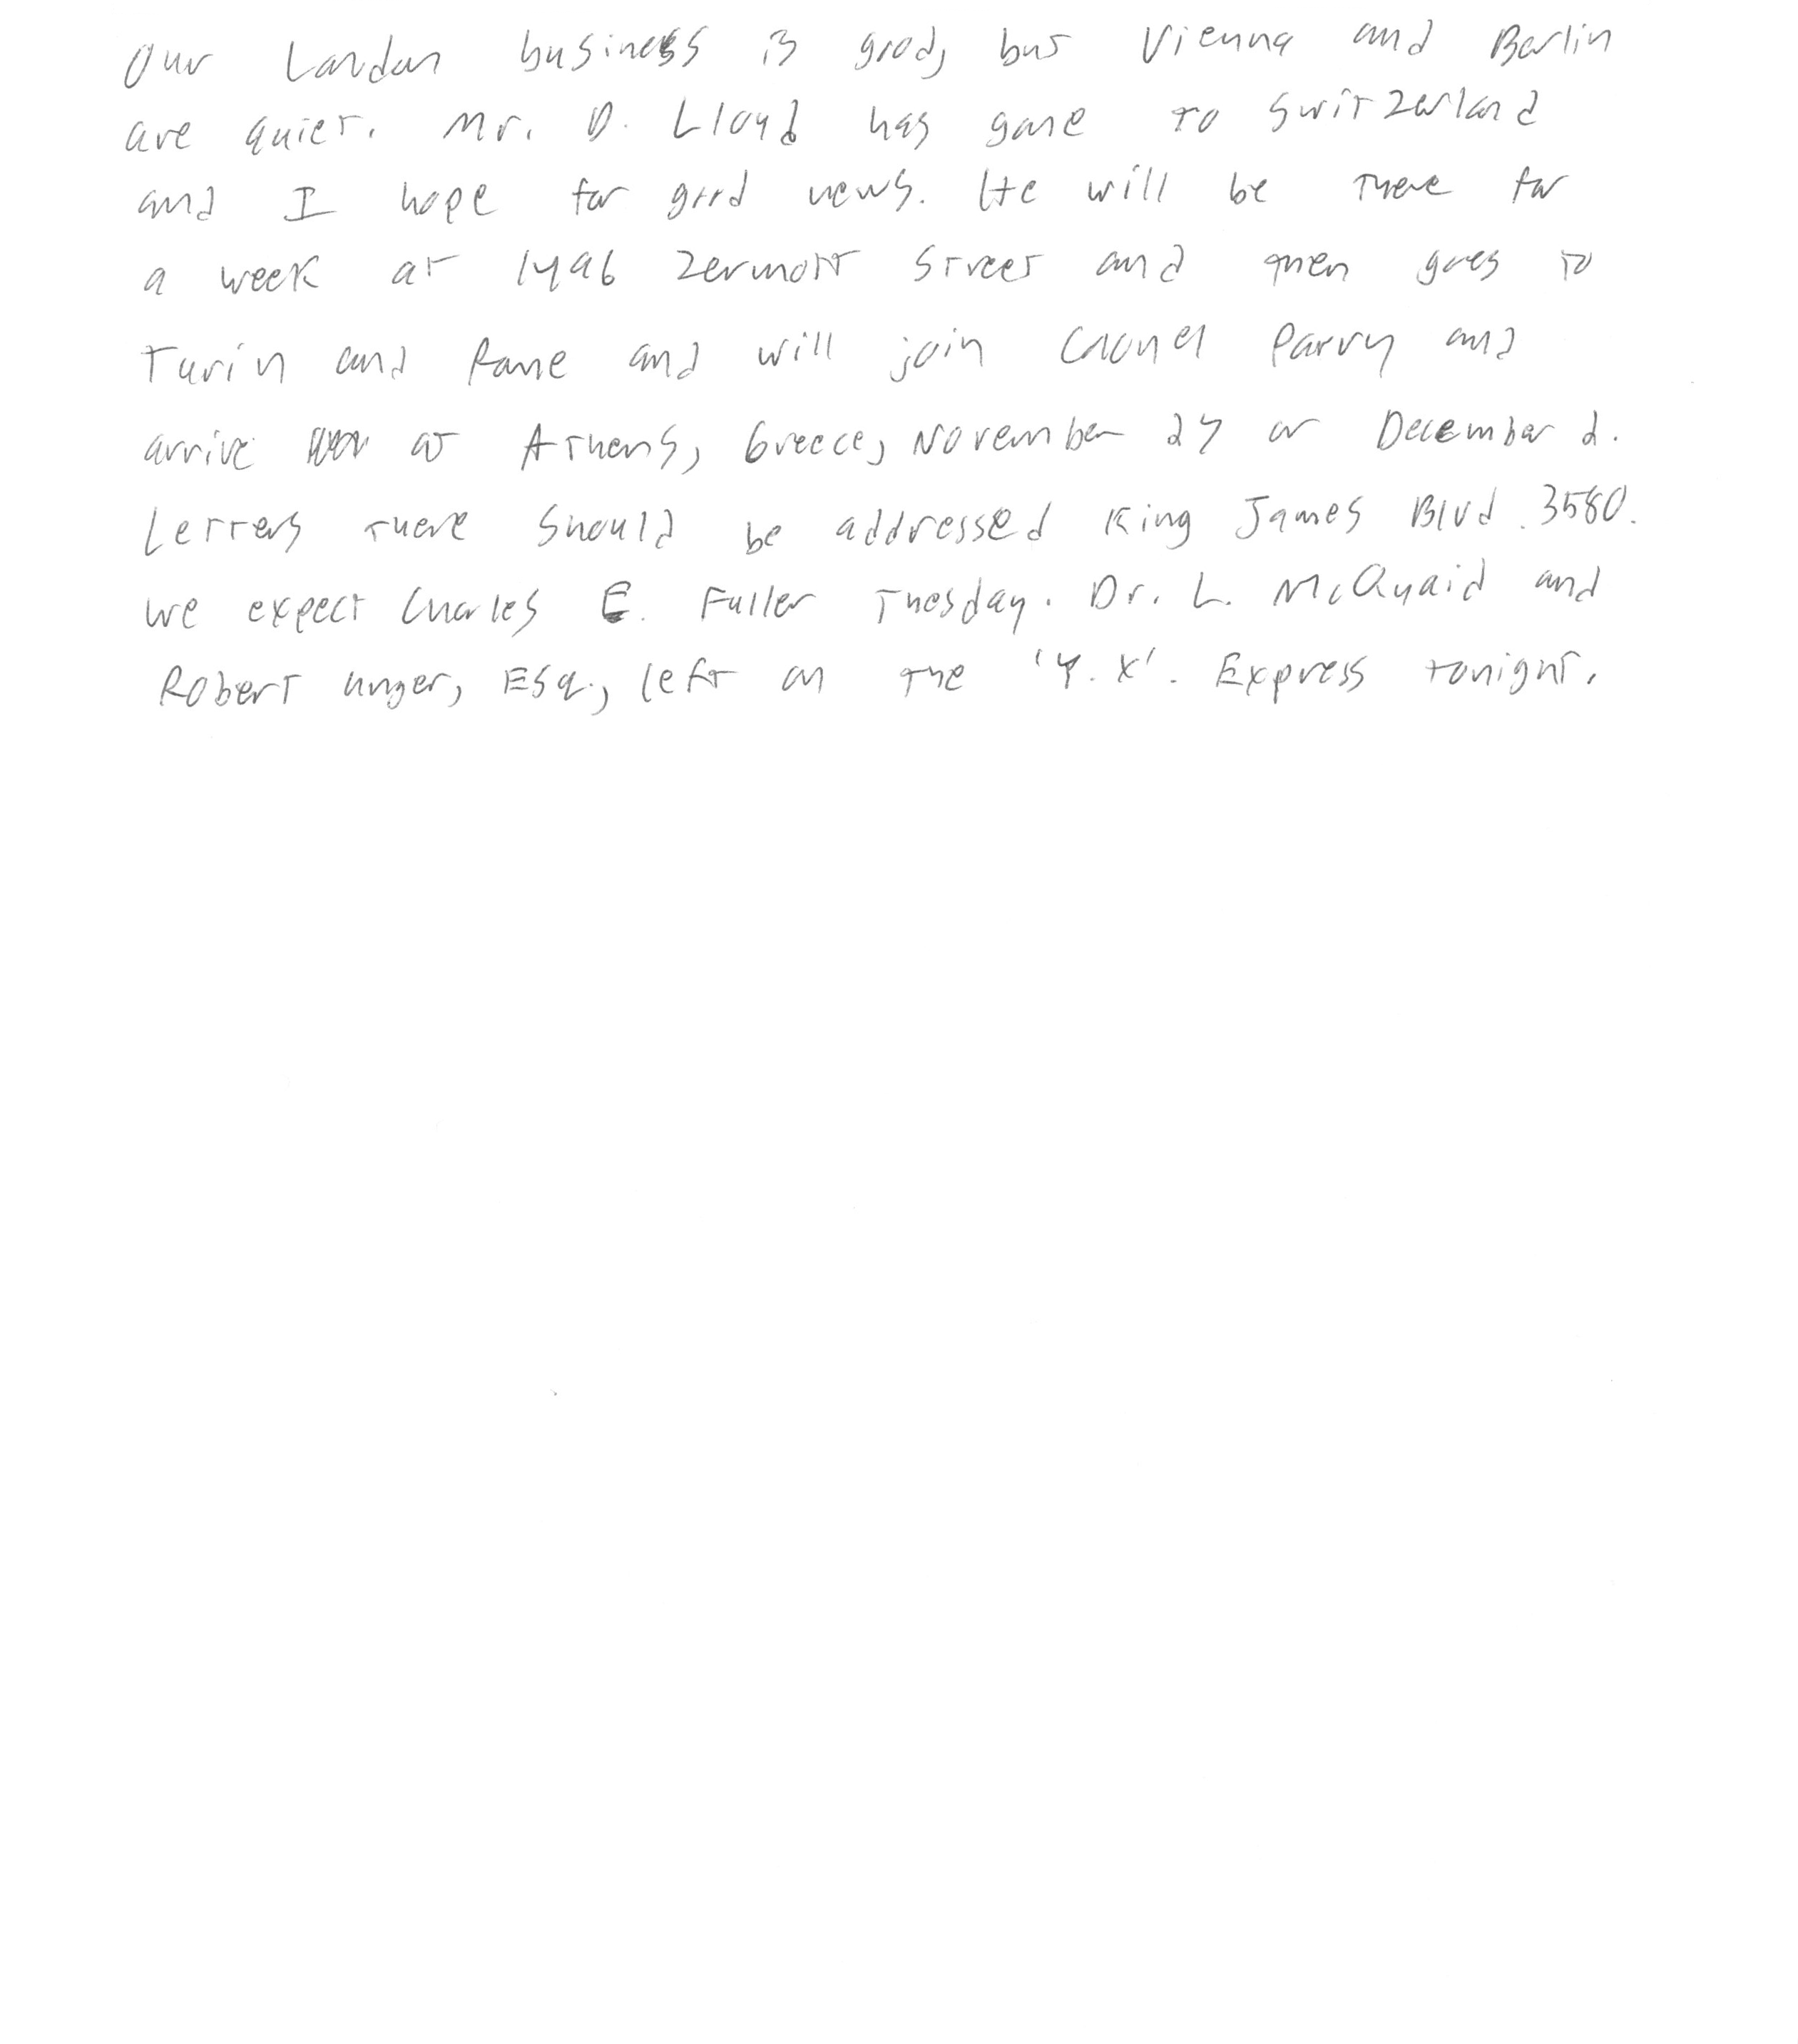 Our London business is good, but Vienna and Berlin
are quiet. Mr. D. Lloyd has gone to Switzerland
and I hope for good news. He will be there for
a week at 1496 Zermott Street and then goes to
Turin and Rome and will join Colonel Parry and
arrive at Athens, Greece, November 27 or December 2.
Letters there should be addressed King James Blvd. 3580.
We expect Charles E. Fuller Tuesday. Dr. L. McQuaid and
Robert Unger, Esq., left on the 'Y.X'. Express tonight.